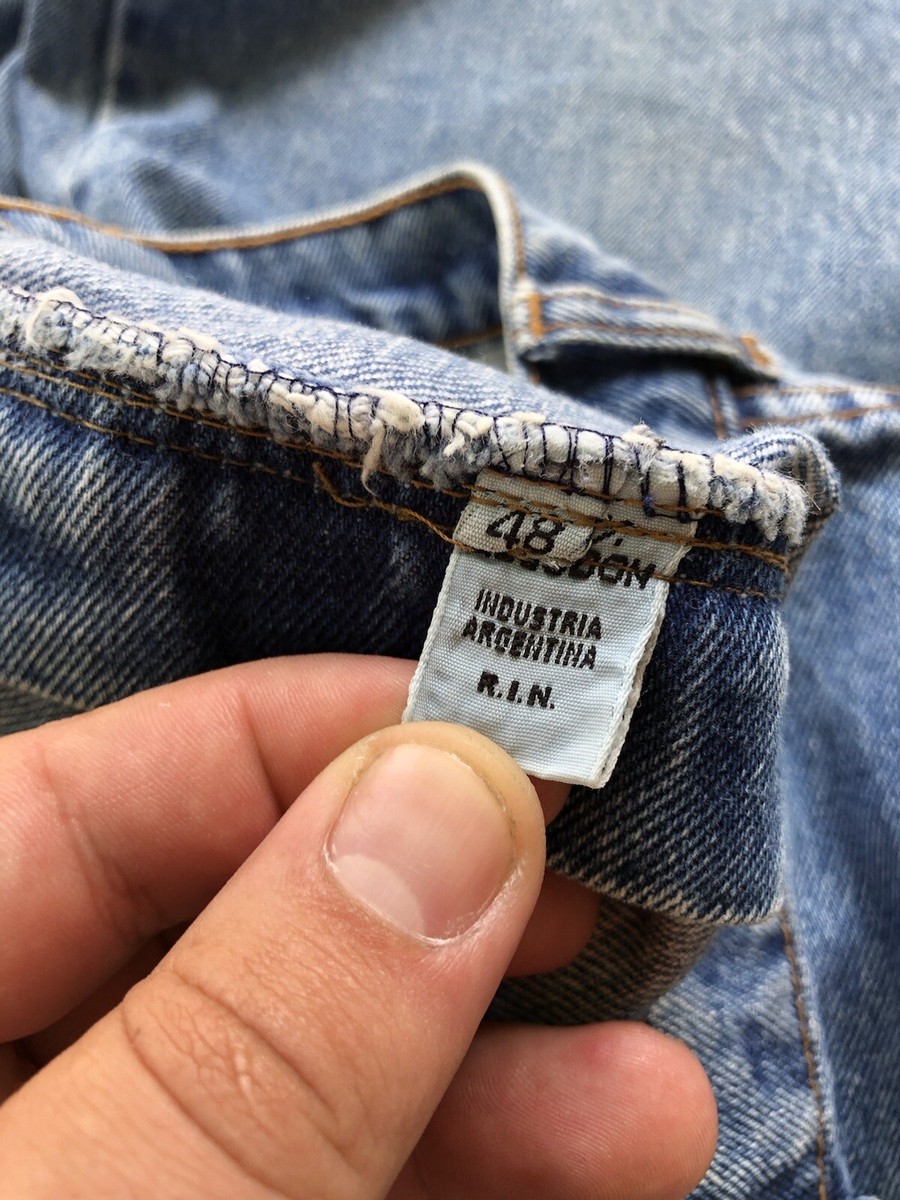 48
INDUSTRIA
ARGENTINA
R.I.N.